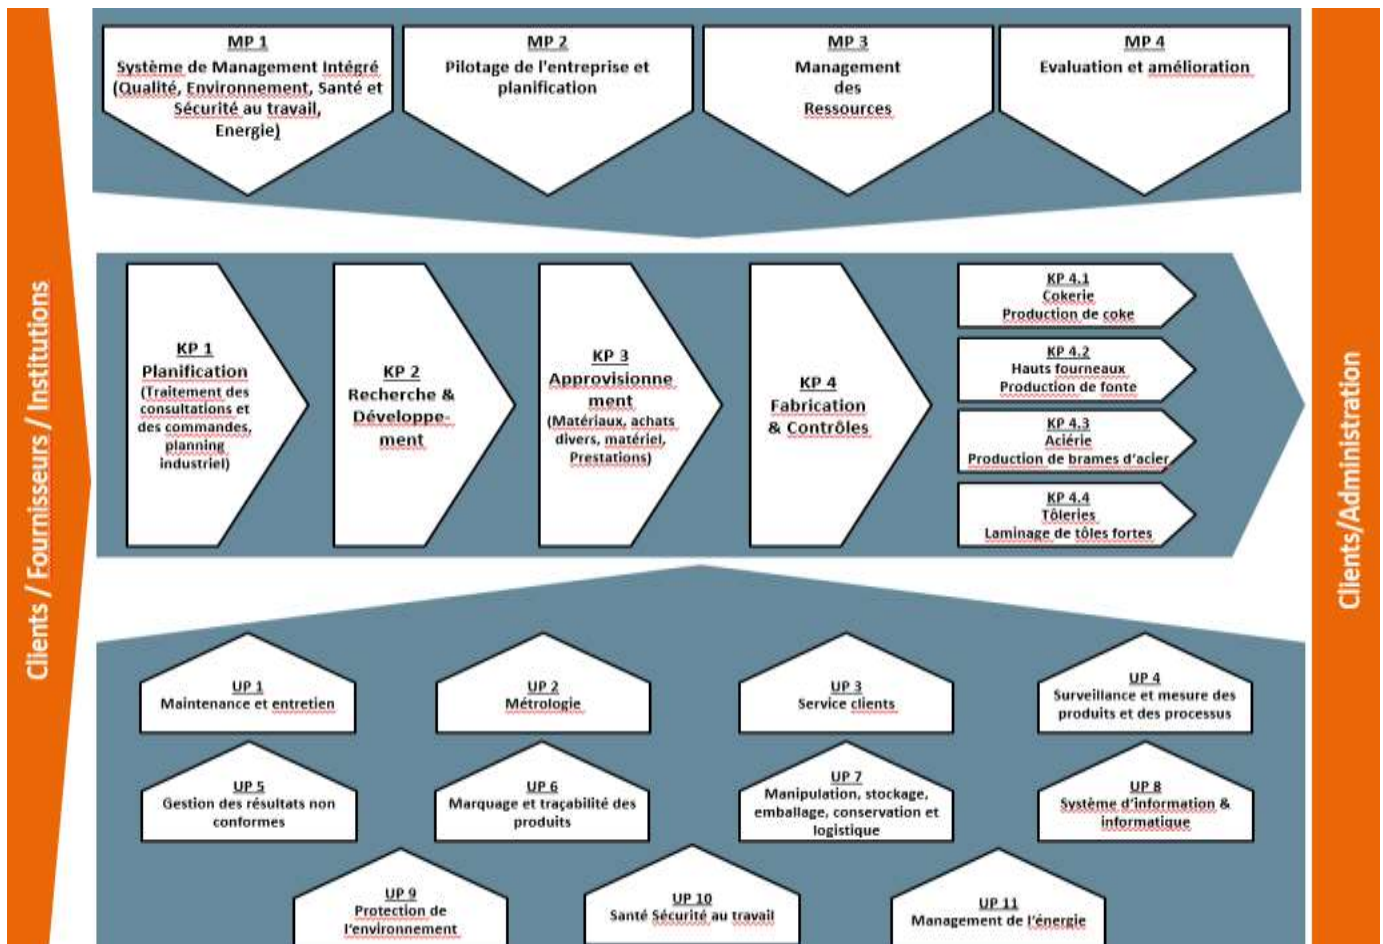 Clients / Fournisseurs / Institutions
MP 1
Système de Management Intégré
(Qualité, Environnement, Santé et
Sécurité au travail,
Energie)
MP 2
Pilotage de l'entreprise et
planification
MP 3
Management
des
Ressources
MP 4
Evaluation et amélioration
KP 1
Planification
(Traitement des
consultations et
des commandes,
planning
industriel)
KP 2
Recherche &
Développe-
ment
KP 3
Approvisionne
ment
(Matériaux, achats
divers, matériel,
Prestations)
KP 4
Fabrication
& Contrôles
KP 4.1
Cokerie
Production de coke
KP 4.2
Hauts fourneaux
Production de fonte
KP 4.3
Aciérie
Production de brames d'acier
KP 4.4
Tôleries
Laminage de tôles fortes
UP 1
Maintenance et entretien
UP 2
Métrologie
UP 3
Service clients
UP 4
Surveillance et mesure des
produits et des processus
UP 5
Gestion des résultats non
conformes
UP 6
Marquage et traçabilité des
produits
UP 7
Manipulation, stockage,
emballage, conservation et
logistique
UP 8
Système d'information &
informatique
UP 9
Protection de
l'environnement
UP 10
Santé Sécurité au travail
UP 11
Management de l'énergie
Clients/Administration